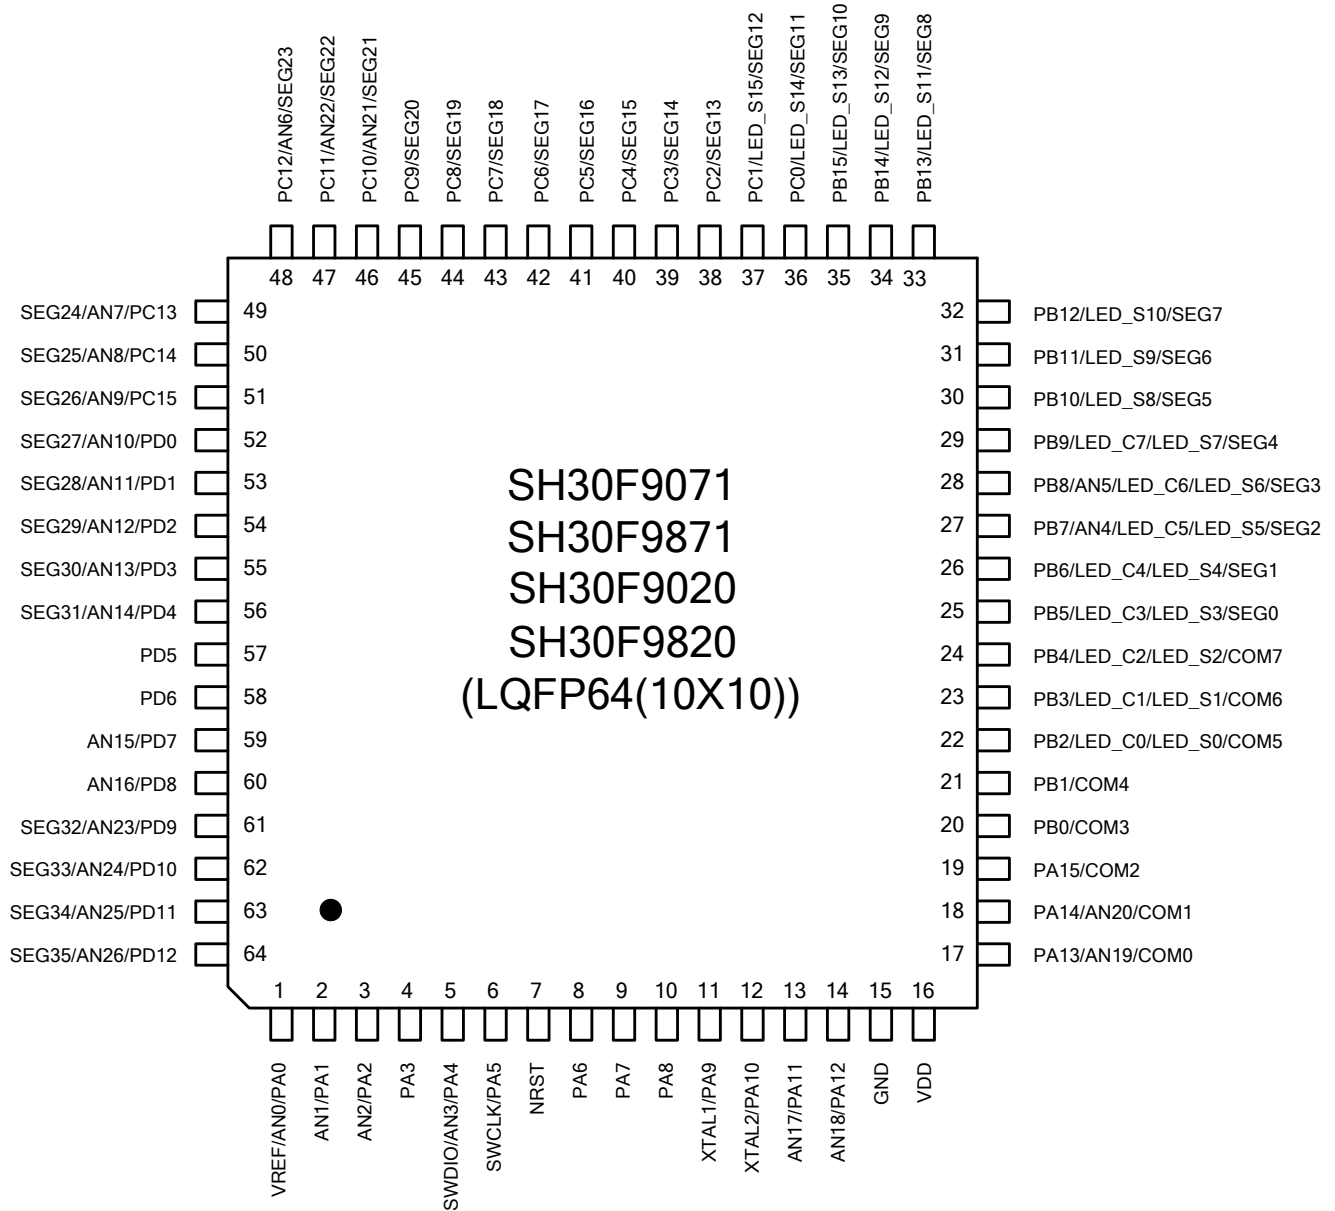 PC12/AN6/SEG23
PC11/AN22/SEG22
PC10/AN21/SEG21
PC9/SEG20
PC8/SEG19
PC7/SEG18
PC6/SEG17
PC5/SEG16
PC4/SEG15
PC3/SEG14
PC2/SEG13
PC1/LED_S15/SEG12
PC0/LED_S14/SEG11
PB15/LED_S13/SEG10
PB14/LED_S12/SEG9
PB13/LED_S11/SEG8
48 47 46 45 44 43 42 41 40 39 38 37 36 35 34 33
SEG24/AN7/PC13 49
SEG25/AN8/PC14 50
SEG26/AN9/PC15 51
SEG27/AN10/PD0 52
SEG28/AN11/PD1 53
SEG29/AN12/PD2 54
SEG30/AN13/PD3 55
SEG31/AN14/PD4 56
PD5 57
PD6 58
AN15/PD7 59
AN16/PD8 60
SEG32/AN23/PD9 61
SEG33/AN24/PD10 62
SEG34/AN25/PD11 63
SEG35/AN26/PD12 64
SH30F9071
SH30F9871
SH30F9020
SH30F9820
(LQFP64(10X10))
32 PB12/LED_S10/SEG7
31 PB11/LED_S9/SEG6
30 PB10/LED_S8/SEG5
29 PB9/LED_C7/LED_S7/SEG4
28 PB8/AN5/LED_C6/LED_S6/SEG3
27 PB7/AN4/LED_C5/LED_S5/SEG2
26 PB6/LED_C4/LED_S4/SEG1
25 PB5/LED_C3/LED_S3/SEG0
24 PB4/LED_C2/LED_S2/COM7
23 PB3/LED_C1/LED_S1/COM6
22 PB2/LED_C0/LED_S0/COM5
21 PB1/COM4
20 PB0/COM3
19 PA15/COM2
18 PA14/AN20/COM1
17 PA13/AN19/COM0
1 2 3 4 5 6 7 8 9 10 11 12 13 14 15 16
VREF/AN0/PA0
AN1/PA1
AN2/PA2
PA3
SWDIO/AN3/PA4
SWCLK/PA5
NRST
PA6
PA7
PA8
XTAL1/PA9
XTAL2/PA10
AN17/PA11
AN18/PA12
GND
VDD